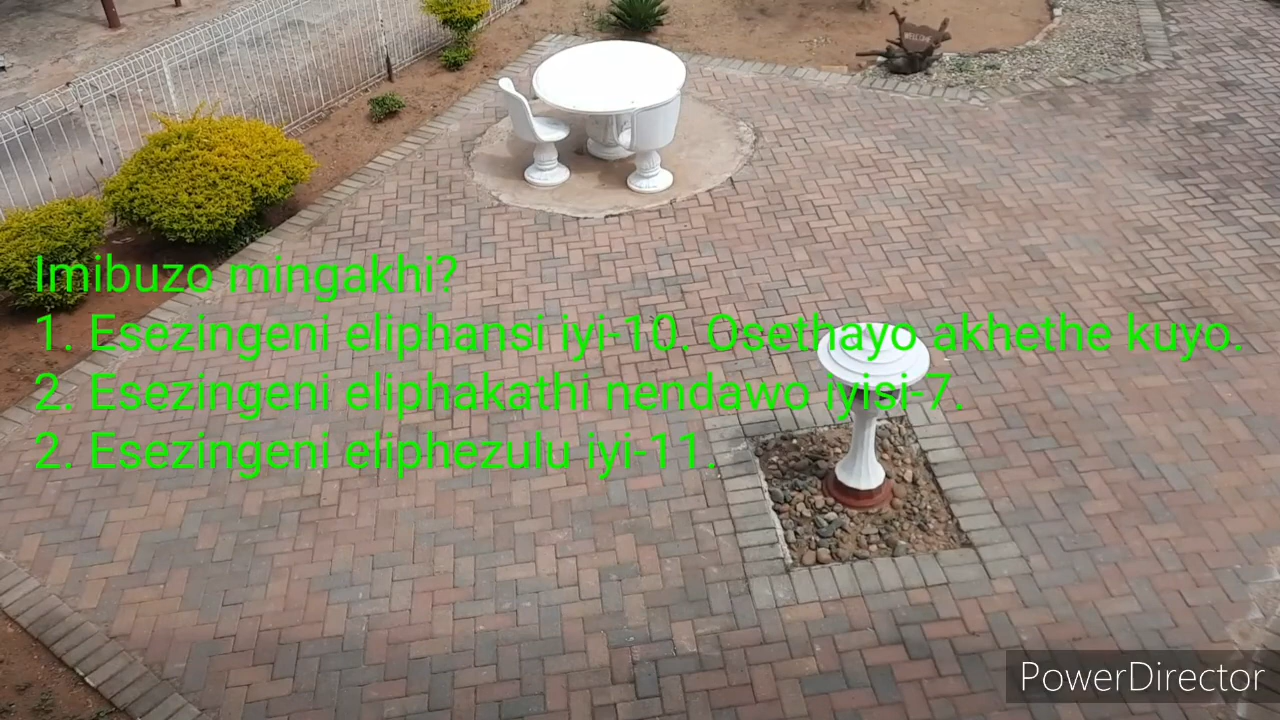 WELCOME
Imibuzo mingakhi?
1. Esezingeni eliphansi iyi-10. Osethayo akhethe kuyo.
2. Esezingeni eliphakathi nendawo iyisi-7.
2. Esezingeni eliphezulu iyi-11.
PowerDirector